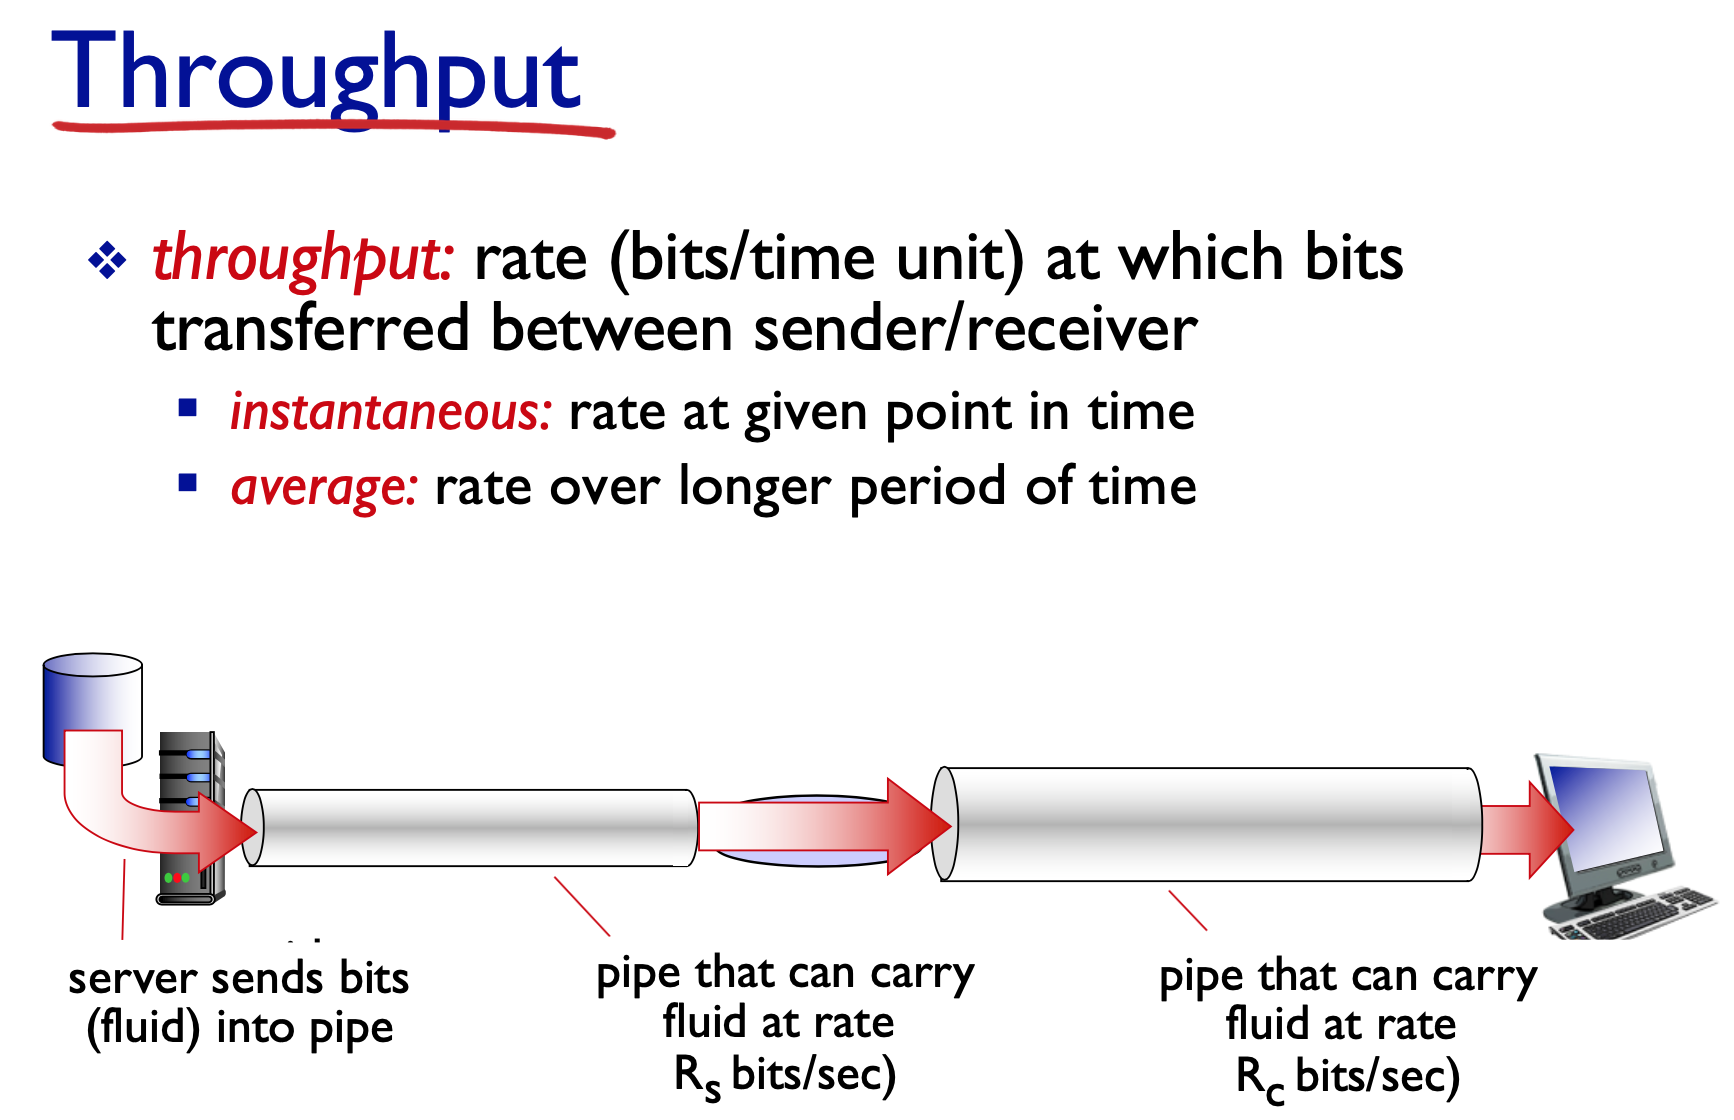 Throughput
❖ throughput: rate (bits/time unit) at which bits
transferred between sender/receiver
▪ instantaneous: rate at given point in time
▪ average: rate over longer period of time
server sends bits
(fluid) into pipe
pipe that can carry
fluid at rate
Rs bits/sec)
pipe that can carry
fluid at rate
Rc bits/sec)